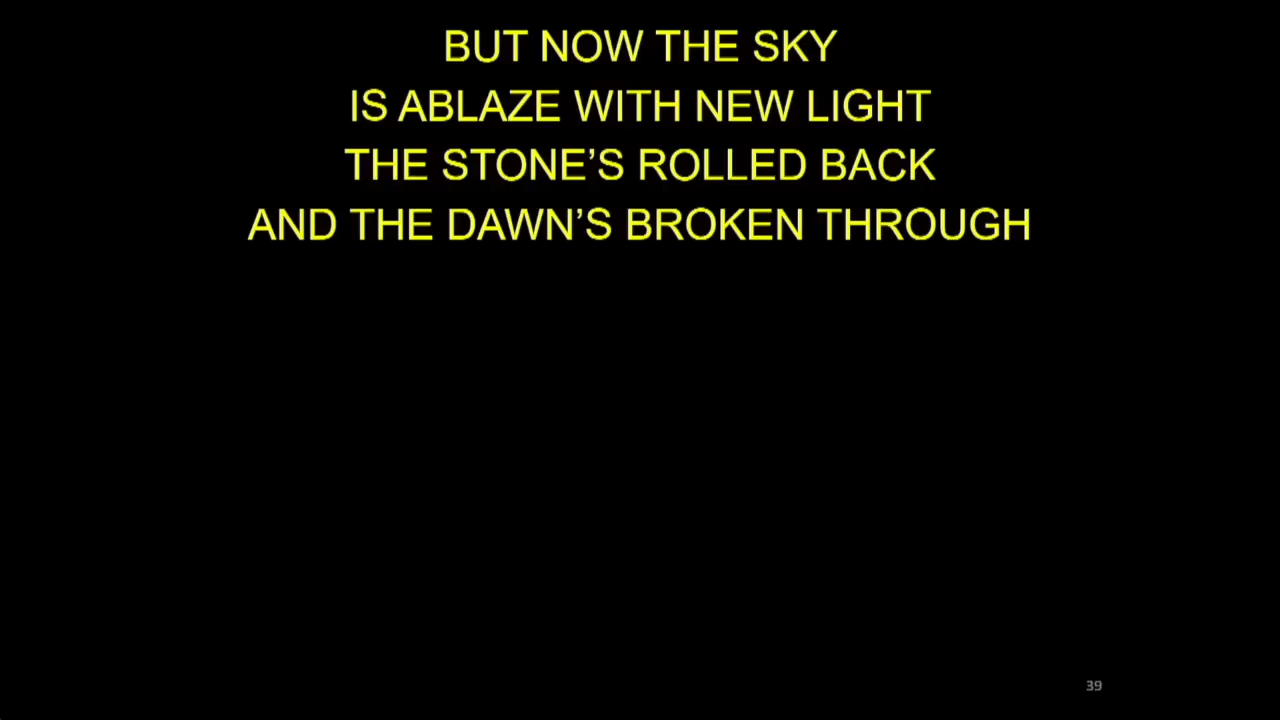 BUT NOW THE SKY
IS ABLAZE WITH NEW LIGHT
THE STONE’S ROLLED BACK
AND THE DAWN’S BROKEN THROUGH
39